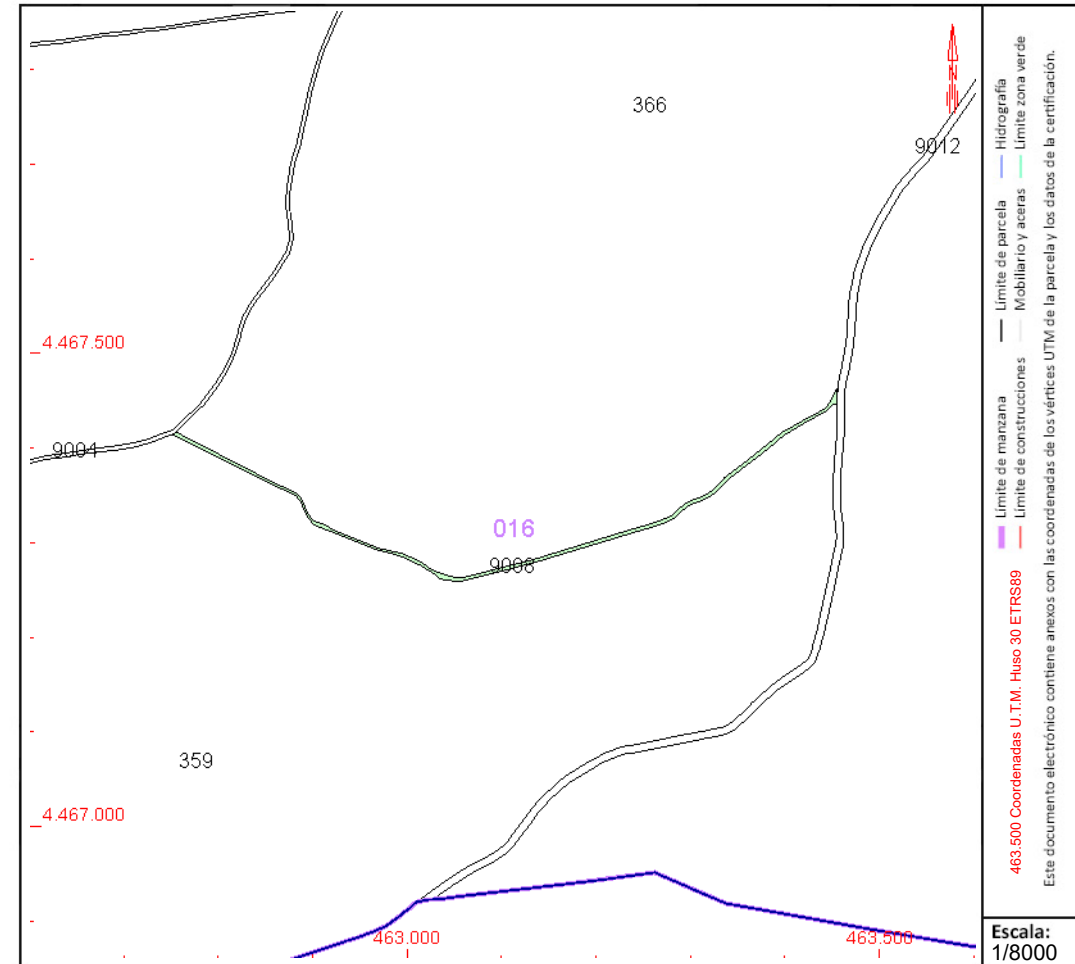 366
9012
4.467.500
9004
016
9008
359
4.467.000
463.000
463.500
Límite de manzana
Límite de parcela
Hidrografía
Límite de construcciones
Mobiliario y aceras
Límite zona verde
463.500 Coordenadas U.T.M. Huso 30 ETRS89
Este documento electrónico contiene anexos con las coordenadas de los vértices UTM de la parcela y los datos de la certificación.
Escala:
1/8000